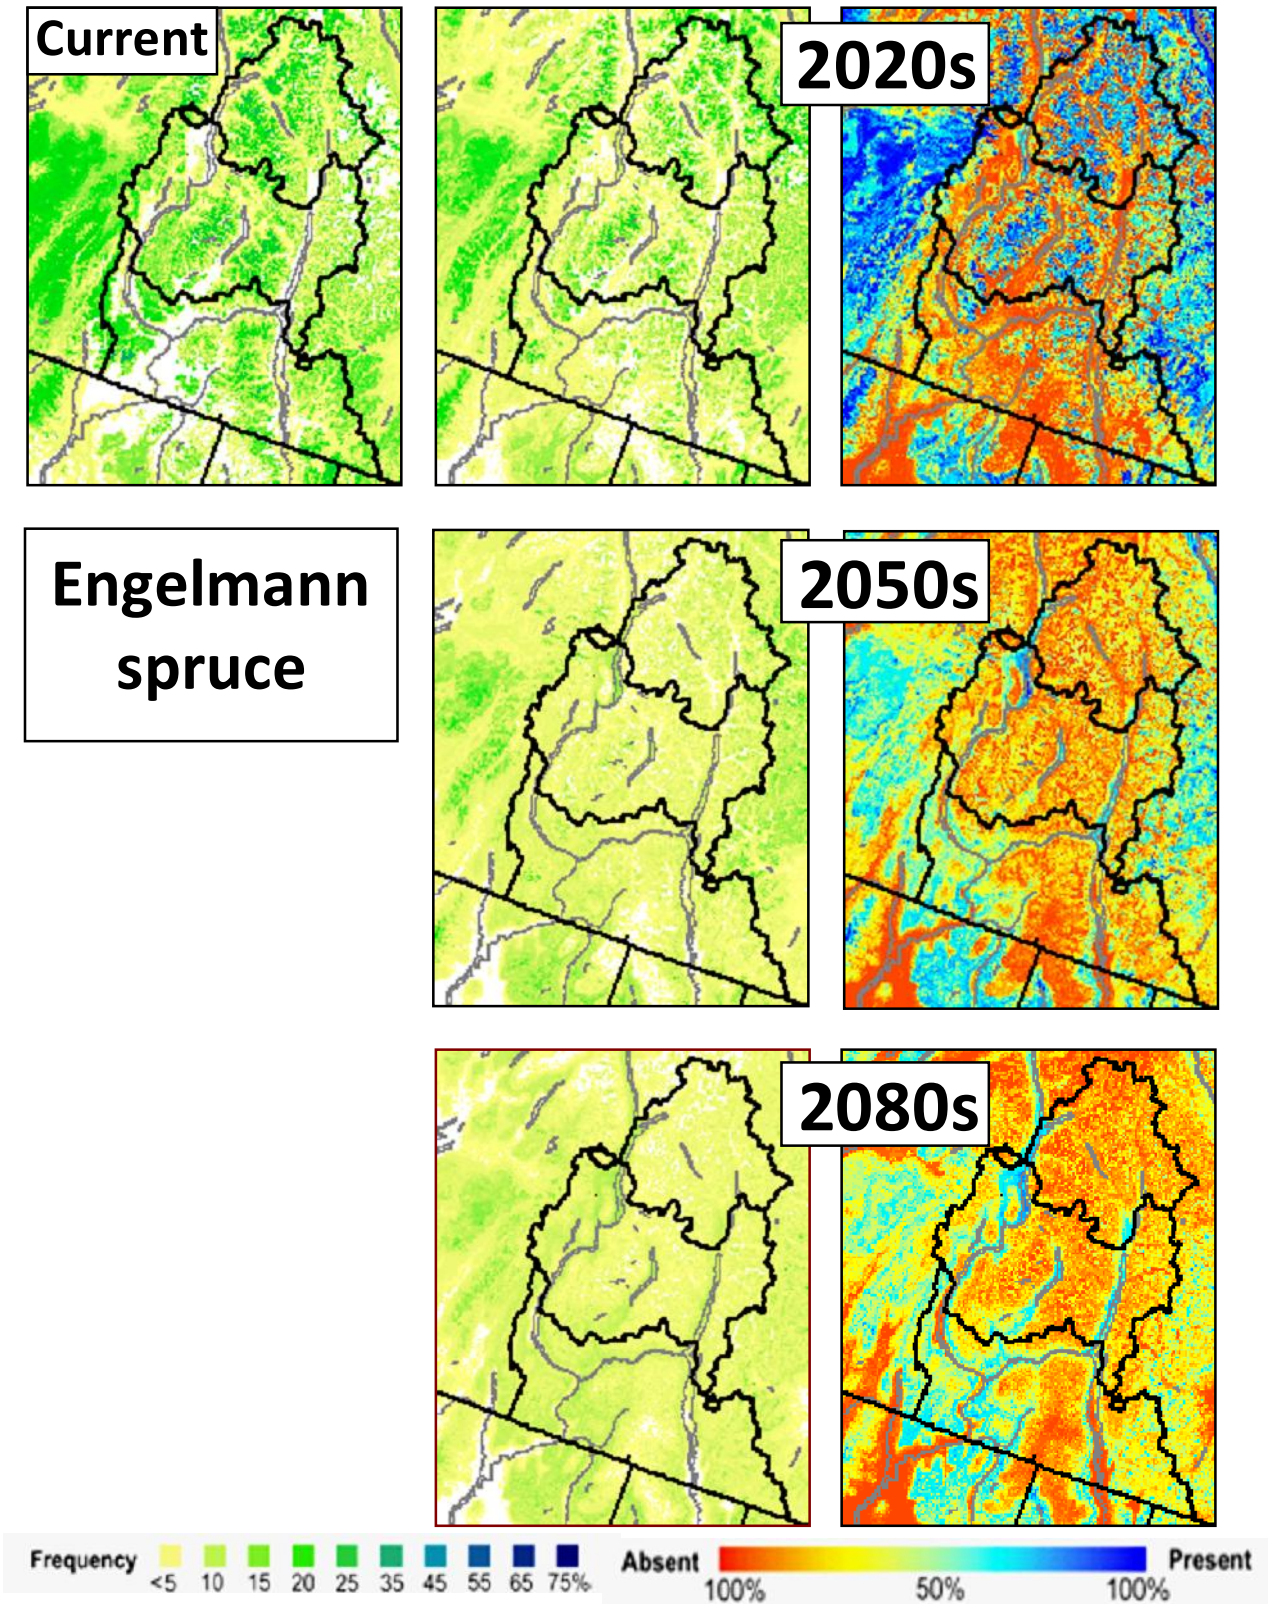 Current
2020s
Engelmann
spruce
2050s
2080s
Frequency
<5 10 15 20 25 35 45 55 65 75%
Absent
Present
100% 50% 100%